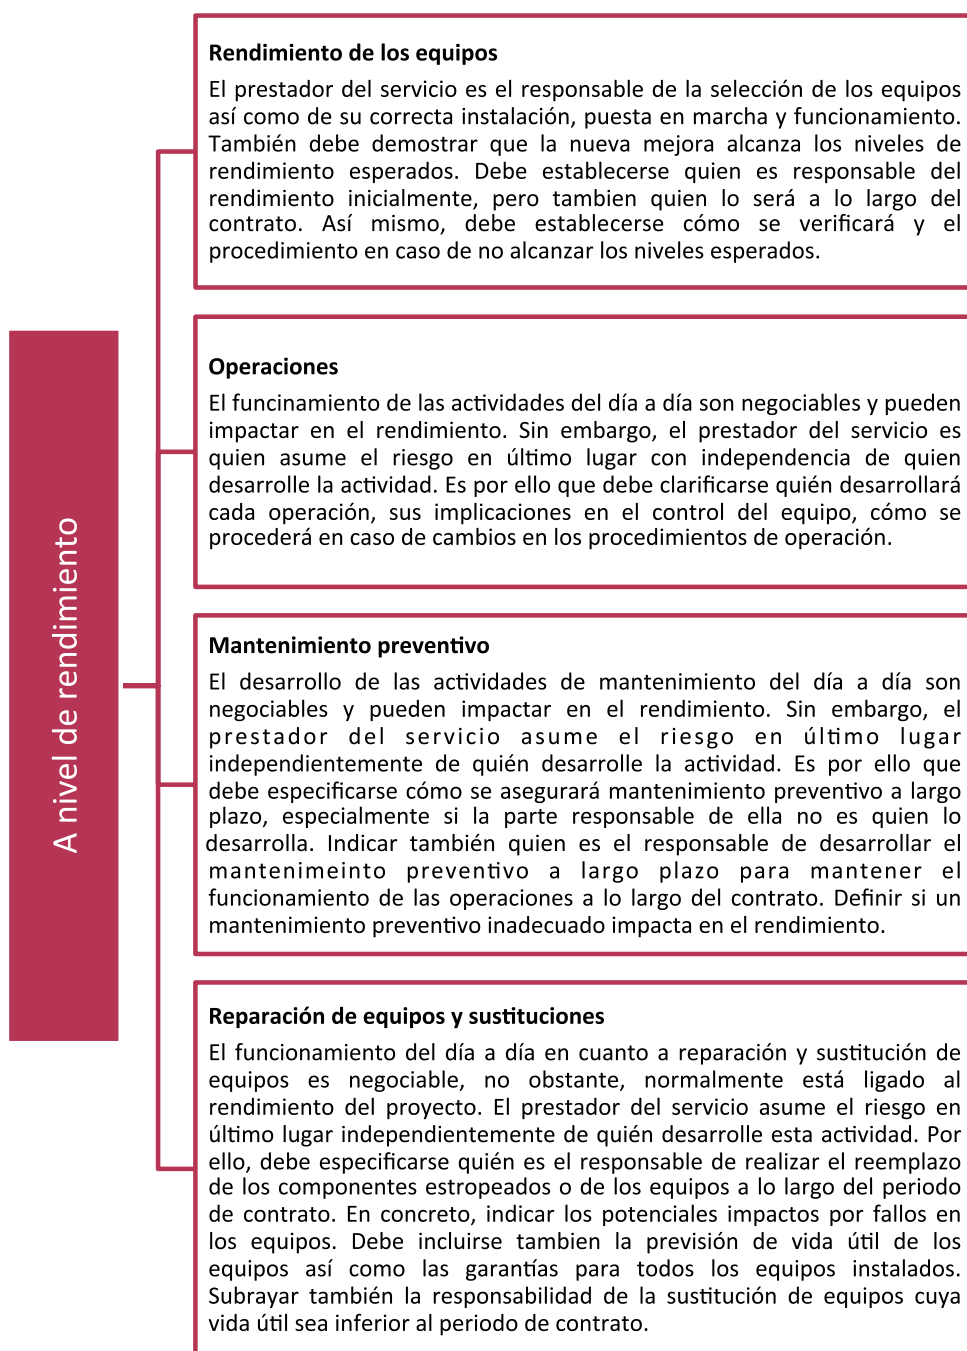 A nivel de rendimiento
Rendimiento de los equipos
El prestador del servicio es el responsable de la selección de los equipos
así como de su correcta instalación, puesta en marcha y funcionamiento.
También debe demostrar que la nueva mejora alcanza los niveles de
rendimiento esperados. Debe establecerse quien es responsable del
rendimiento inicialmente, pero tambien quien lo será a lo largo del
contrato. Así mismo, debe establecerse cómo se verificará y el
procedimiento en caso de no alcanzar los niveles esperados.
Operaciones
El funcinamiento de las actividades del día a día son negociables y pueden
impactar en el rendimiento. Sin embargo, el prestador del servicio es
quien asume el riesgo en último lugar con independencia de quien
desarrolle la actividad. Es por ello que debe clarificarse quién desarrollará
cada operación, sus implicaciones en el control del equipo, cómo se
procederá en caso de cambios en los procedimientos de operación.
Mantenimiento preventivo
El desarrollo de las actividades de mantenimiento del día a día son
negociables y pueden impactar en el rendimiento. Sin embargo, el
prestador del servicio asume el riesgo en último lugar
independientemente de quién desarrolle la actividad. Es por ello que
debe especificarse cómo se asegurará mantenimiento preventivo a largo
plazo, especialmente si la parte responsable de ella no es quien lo
desarrolla. Indicar también quien es el responsable de desarrollar el
mantenimeinto preventivo a largo plazo para mantener el
funcionamiento de las operaciones a lo largo del contrato. Definir si un
mantenimiento preventivo inadecuado impacta en el rendimiento.
Reparación de equipos y sustituciones
El funcionamiento del día a día en cuanto a reparación y sustitución de
equipos es negociable, no obstante, normalmente está ligado al
rendimiento del proyecto. El prestador del servicio asume el riesgo en
último lugar independientemente de quién desarrolle esta actividad. Por
ello, debe especificarse quién es el responsable de realizar el reemplazo
de los componentes estropeados o de los equipos a lo largo del periodo
de contrato. En concreto, indicar los potenciales impactos por fallos en
los equipos. Debe incluirse tambien la previsión de vida útil de los
equipos así como las garantías para todos los equipos instalados.
Subrayar también la responsabilidad de la sustitución de equipos cuya
vida útil sea inferior al periodo de contrato.